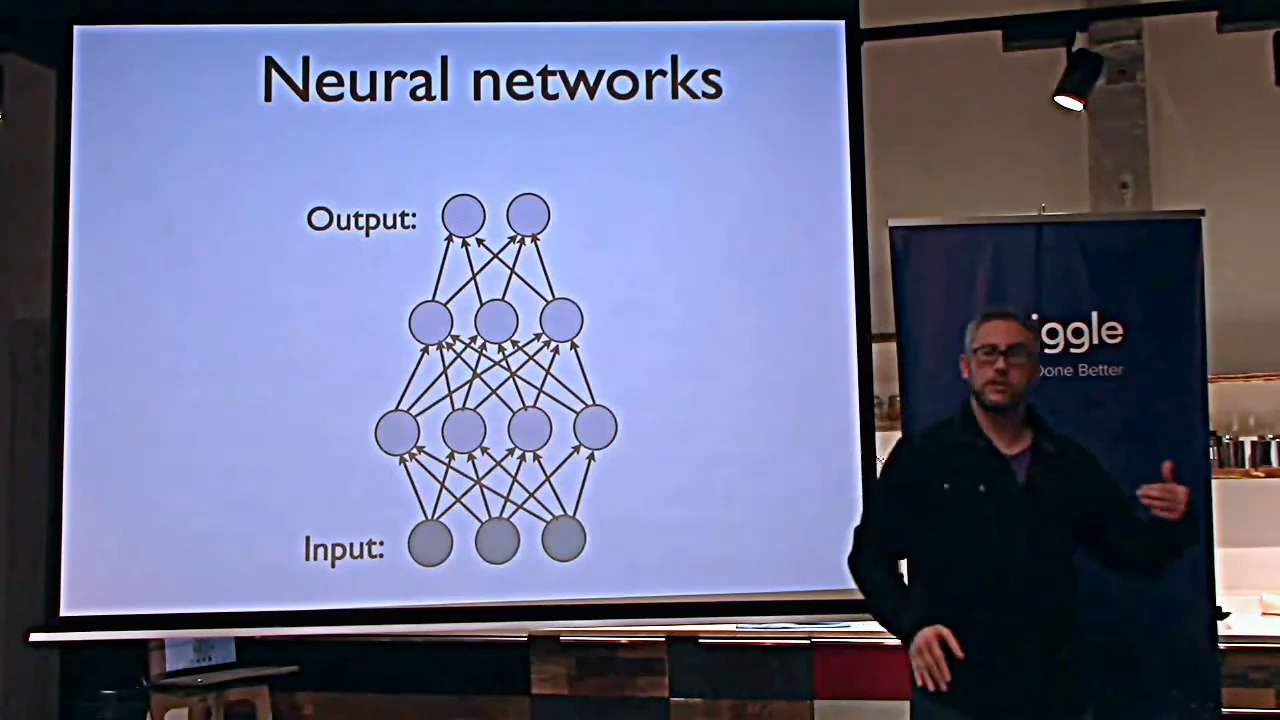 Neural networks
Output:
Input:
iggle
Done Better